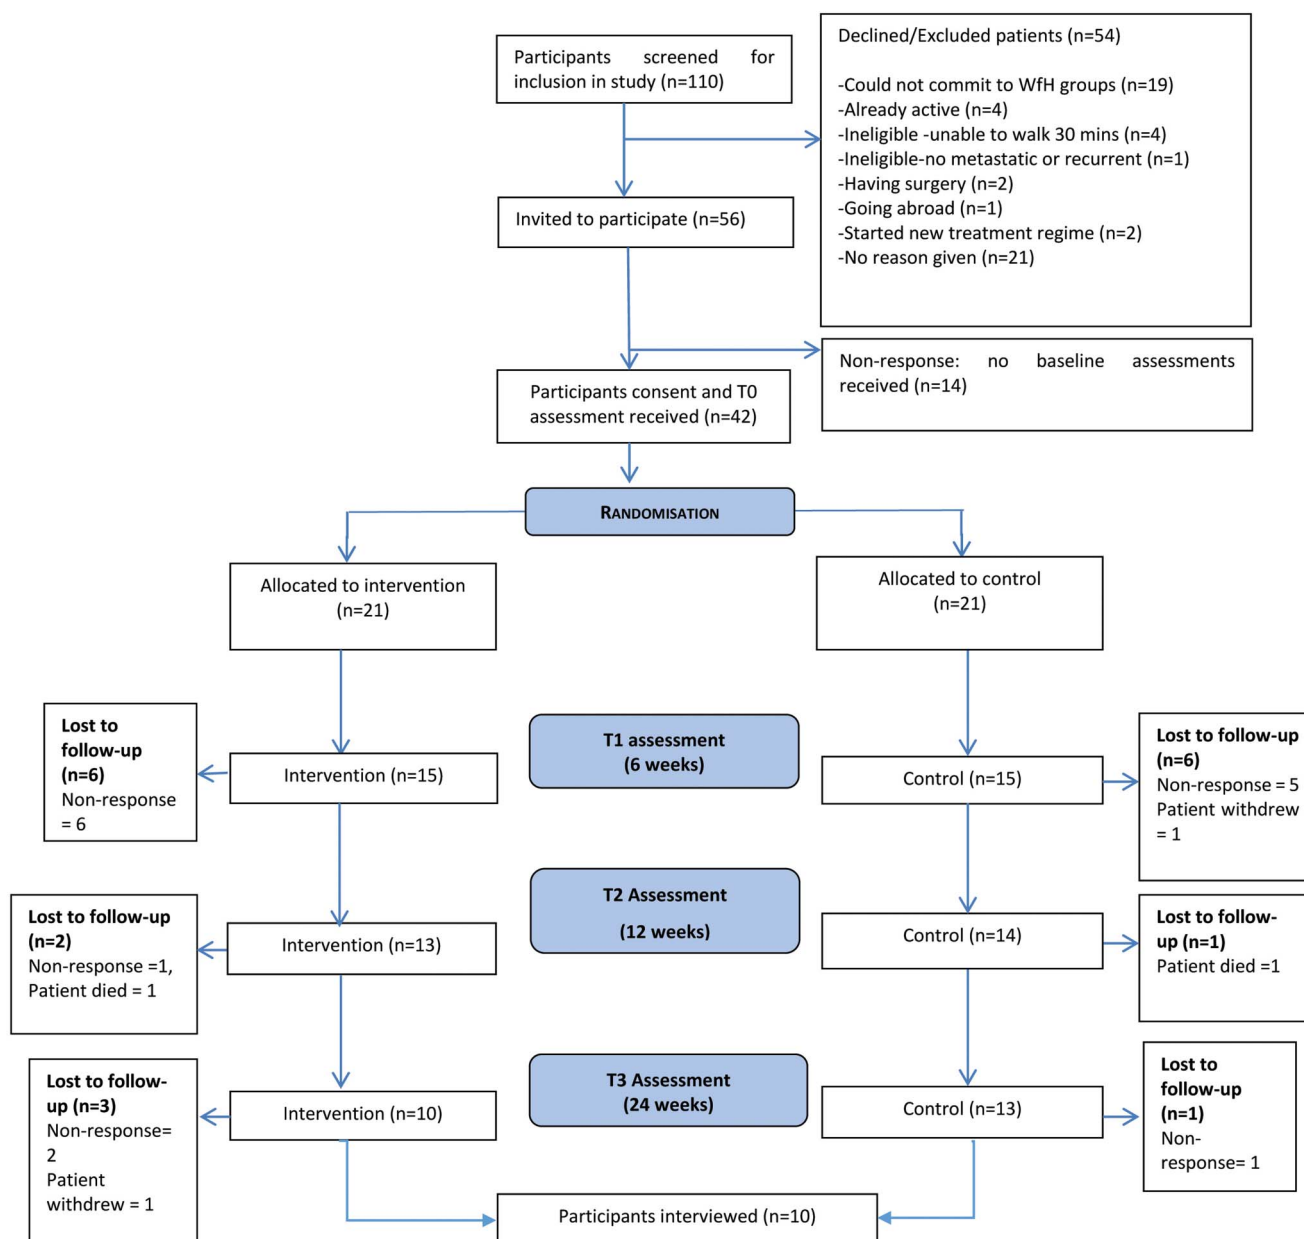 Participants screened for
inclusion in study (n=110)
Declined/Excluded patients (n=54)
-Could not commit to WfH groups (n=19)
-Already active (n=4)
-Ineligible -unable to walk 30 mins (n=4)
-Ineligible-no metastatic or recurrent (n=1)
-Having surgery (n=2)
-Going abroad (n=1)
-Started new treatment regime (n=2)
-No reason given (n=21)
Invited to participate (n=56)
Non-response: no baseline assessments
received (n=14)
Participants consent and T0
assessment received (n=42)
RANDOMISATION
Allocated to intervention
(n=21)
Allocated to control
(n=21)
T1 assessment
(6 weeks)
Lost to
follow-up
(n=6)
Non-response
= 6
Intervention (n=15)
Control (n=15)
Lost to follow-up
(n=6)
Non-response = 5
Patient withdrew
= 1
T2 Assessment
(12 weeks)
Lost to follow-up
(n=2)
Non-response =1,
Patient died = 1
Intervention (n=13)
Control (n=14)
Lost to follow-
up (n=1)
Patient died =1
T3 Assessment
(24 weeks)
Lost to follow-
up (n=3)
Non-response=
2
Patient
withdrew = 1
Intervention (n=10)
Control (n=13)
Lost to
follow-up
(n=1)
Non-
response= 1
Participants interviewed (n=10)